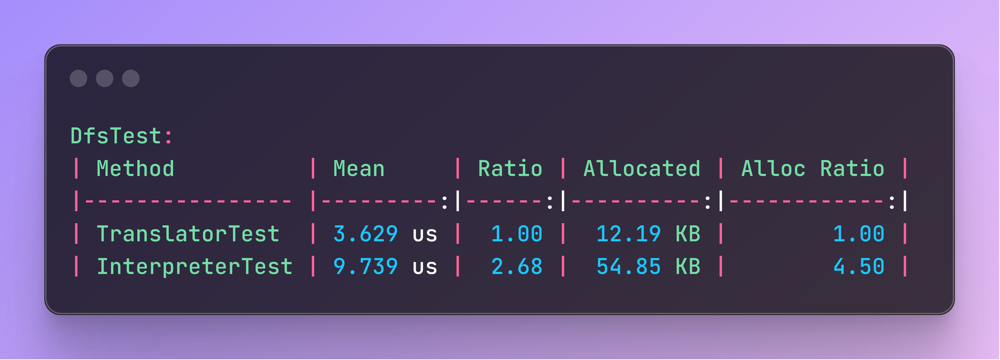 DfsTest:
| Method           | Mean     | Ratio | Allocated | Alloc Ratio |
|---------------- |---------:|------:|----------:|------------:|
| TranslatorTest  | 3.629 us |  1.00 |  12.19 KB |        1.00 |
| InterpreterTest | 9.739 us |  2.68 |  54.85 KB |        4.50 |